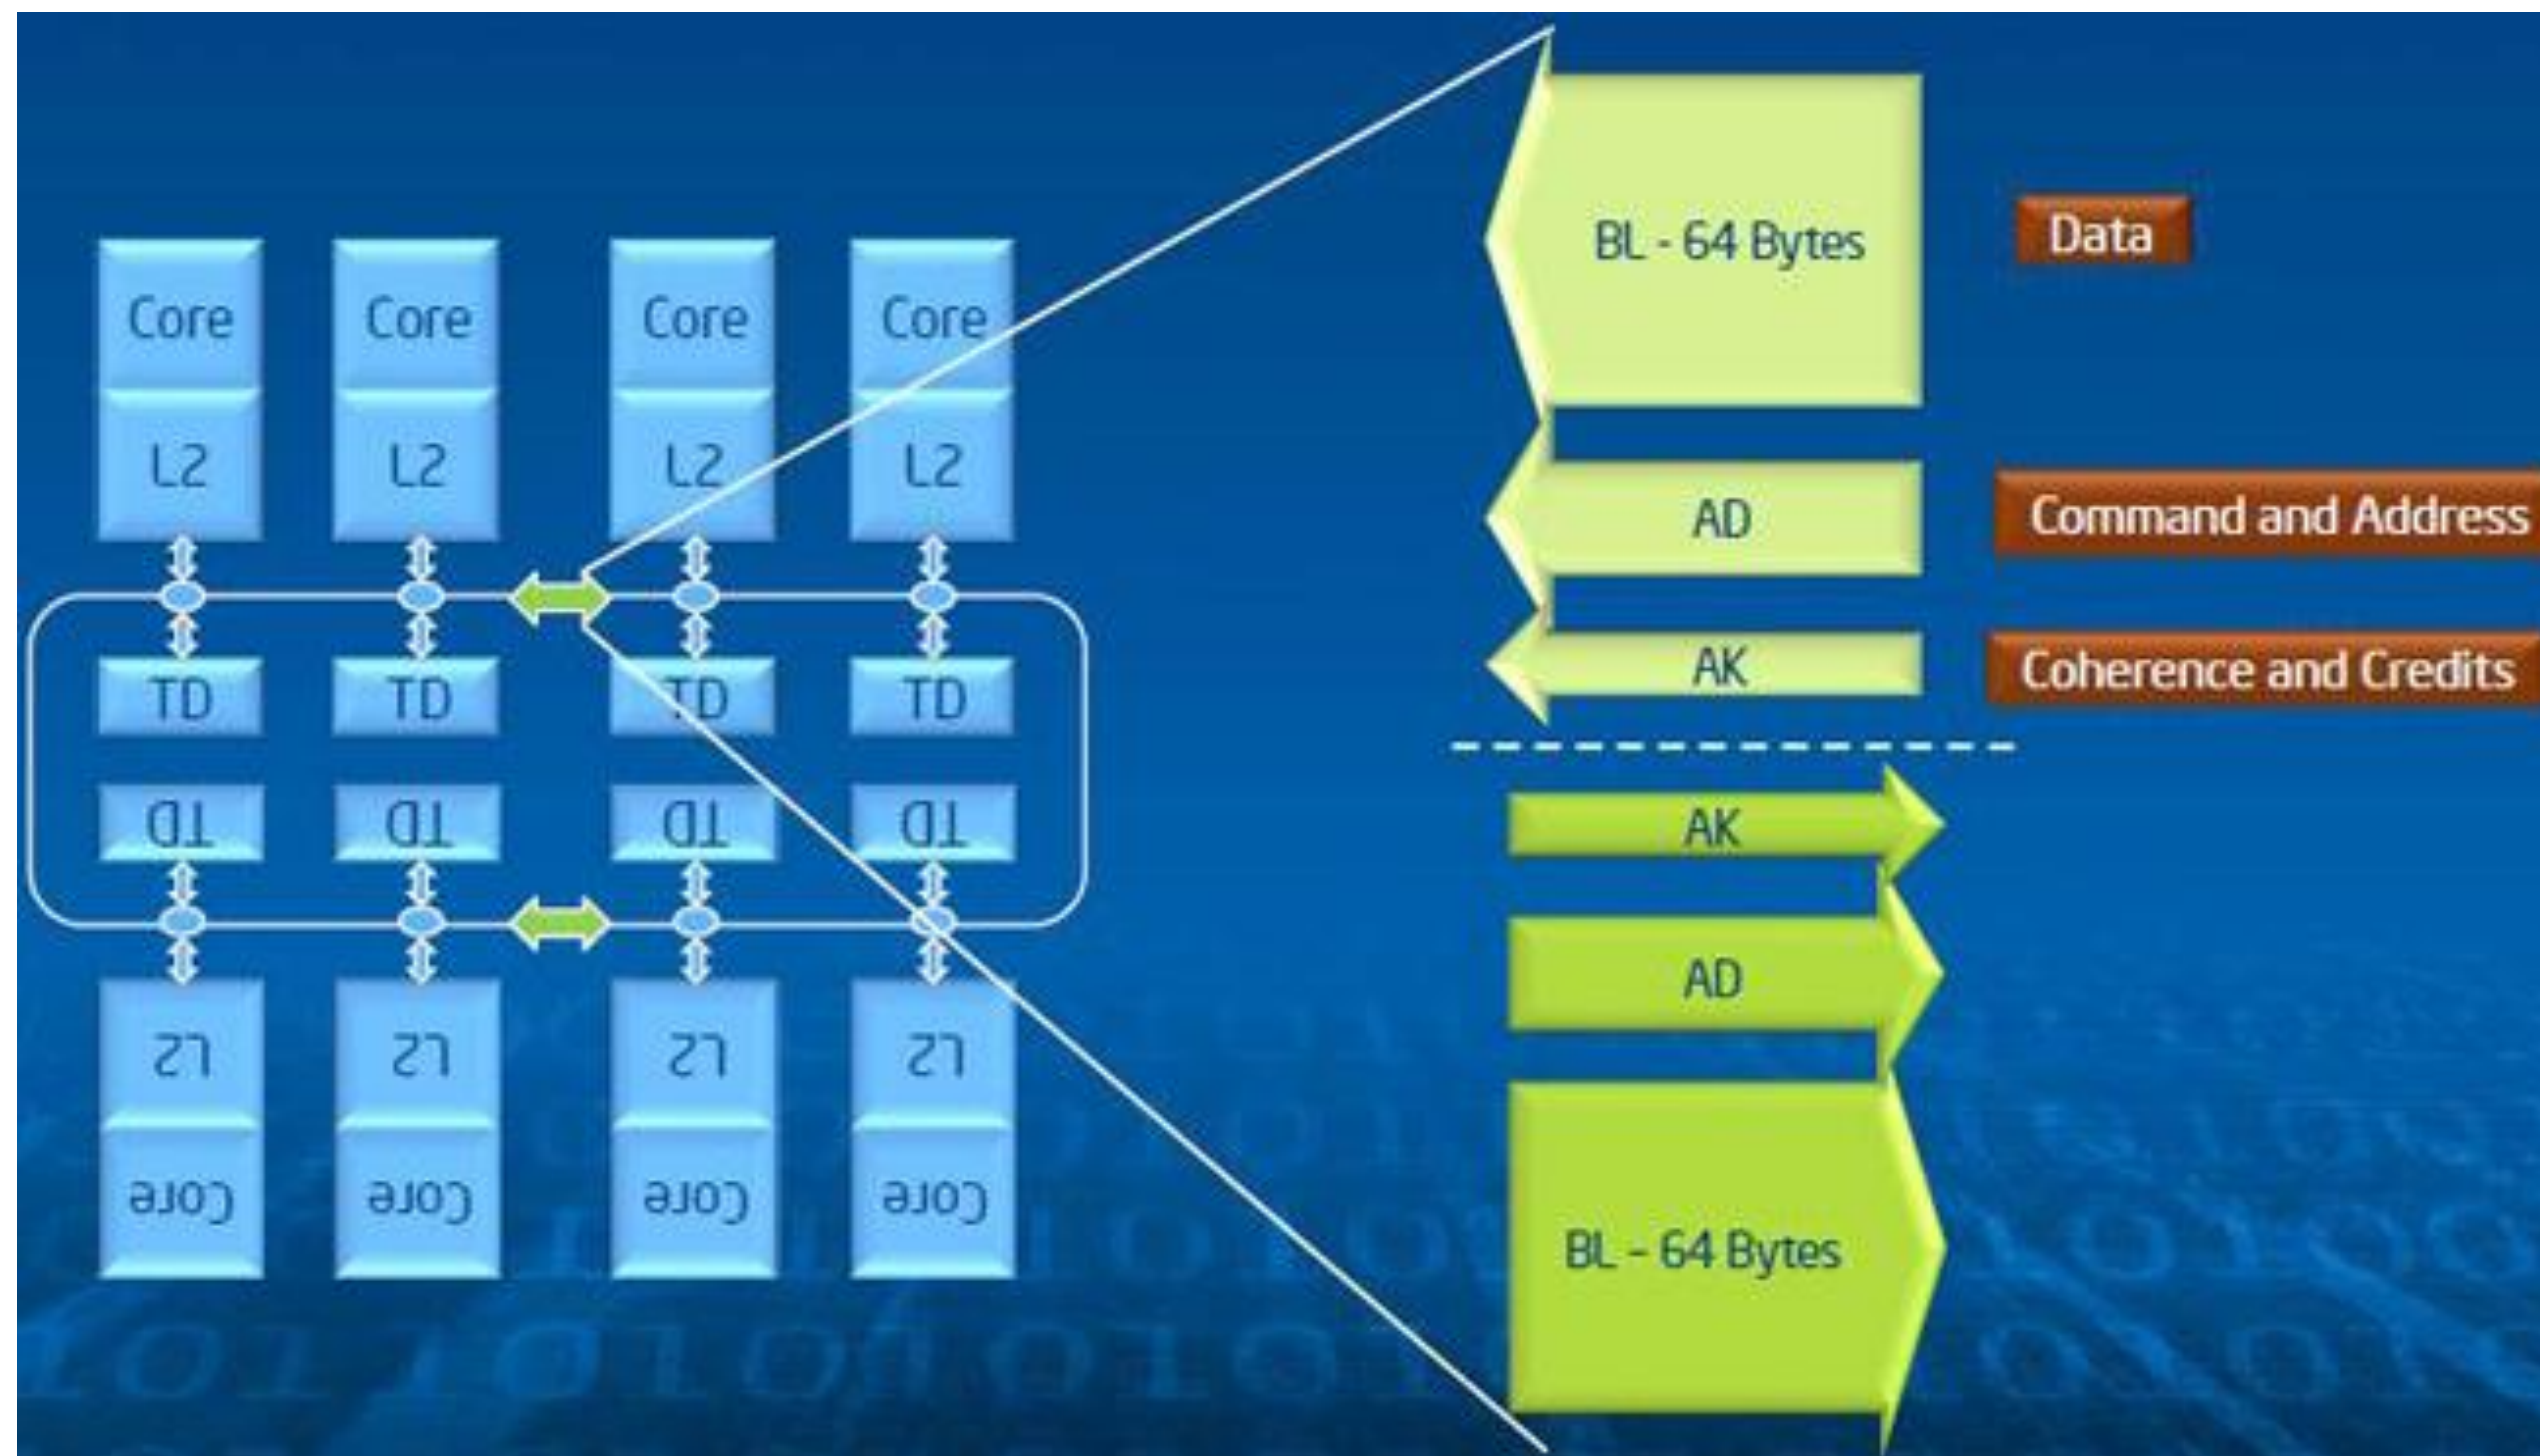 Core Core Core Core
L2 L2 L2 L2
TD TD TD TD
TD TD TD TD
L2 L2 L2 L2
Core Core Core Core
BL - 64 Bytes
Data
AD
Command and Address
AK
Coherence and Credits
AK
AD
BL - 64 Bytes